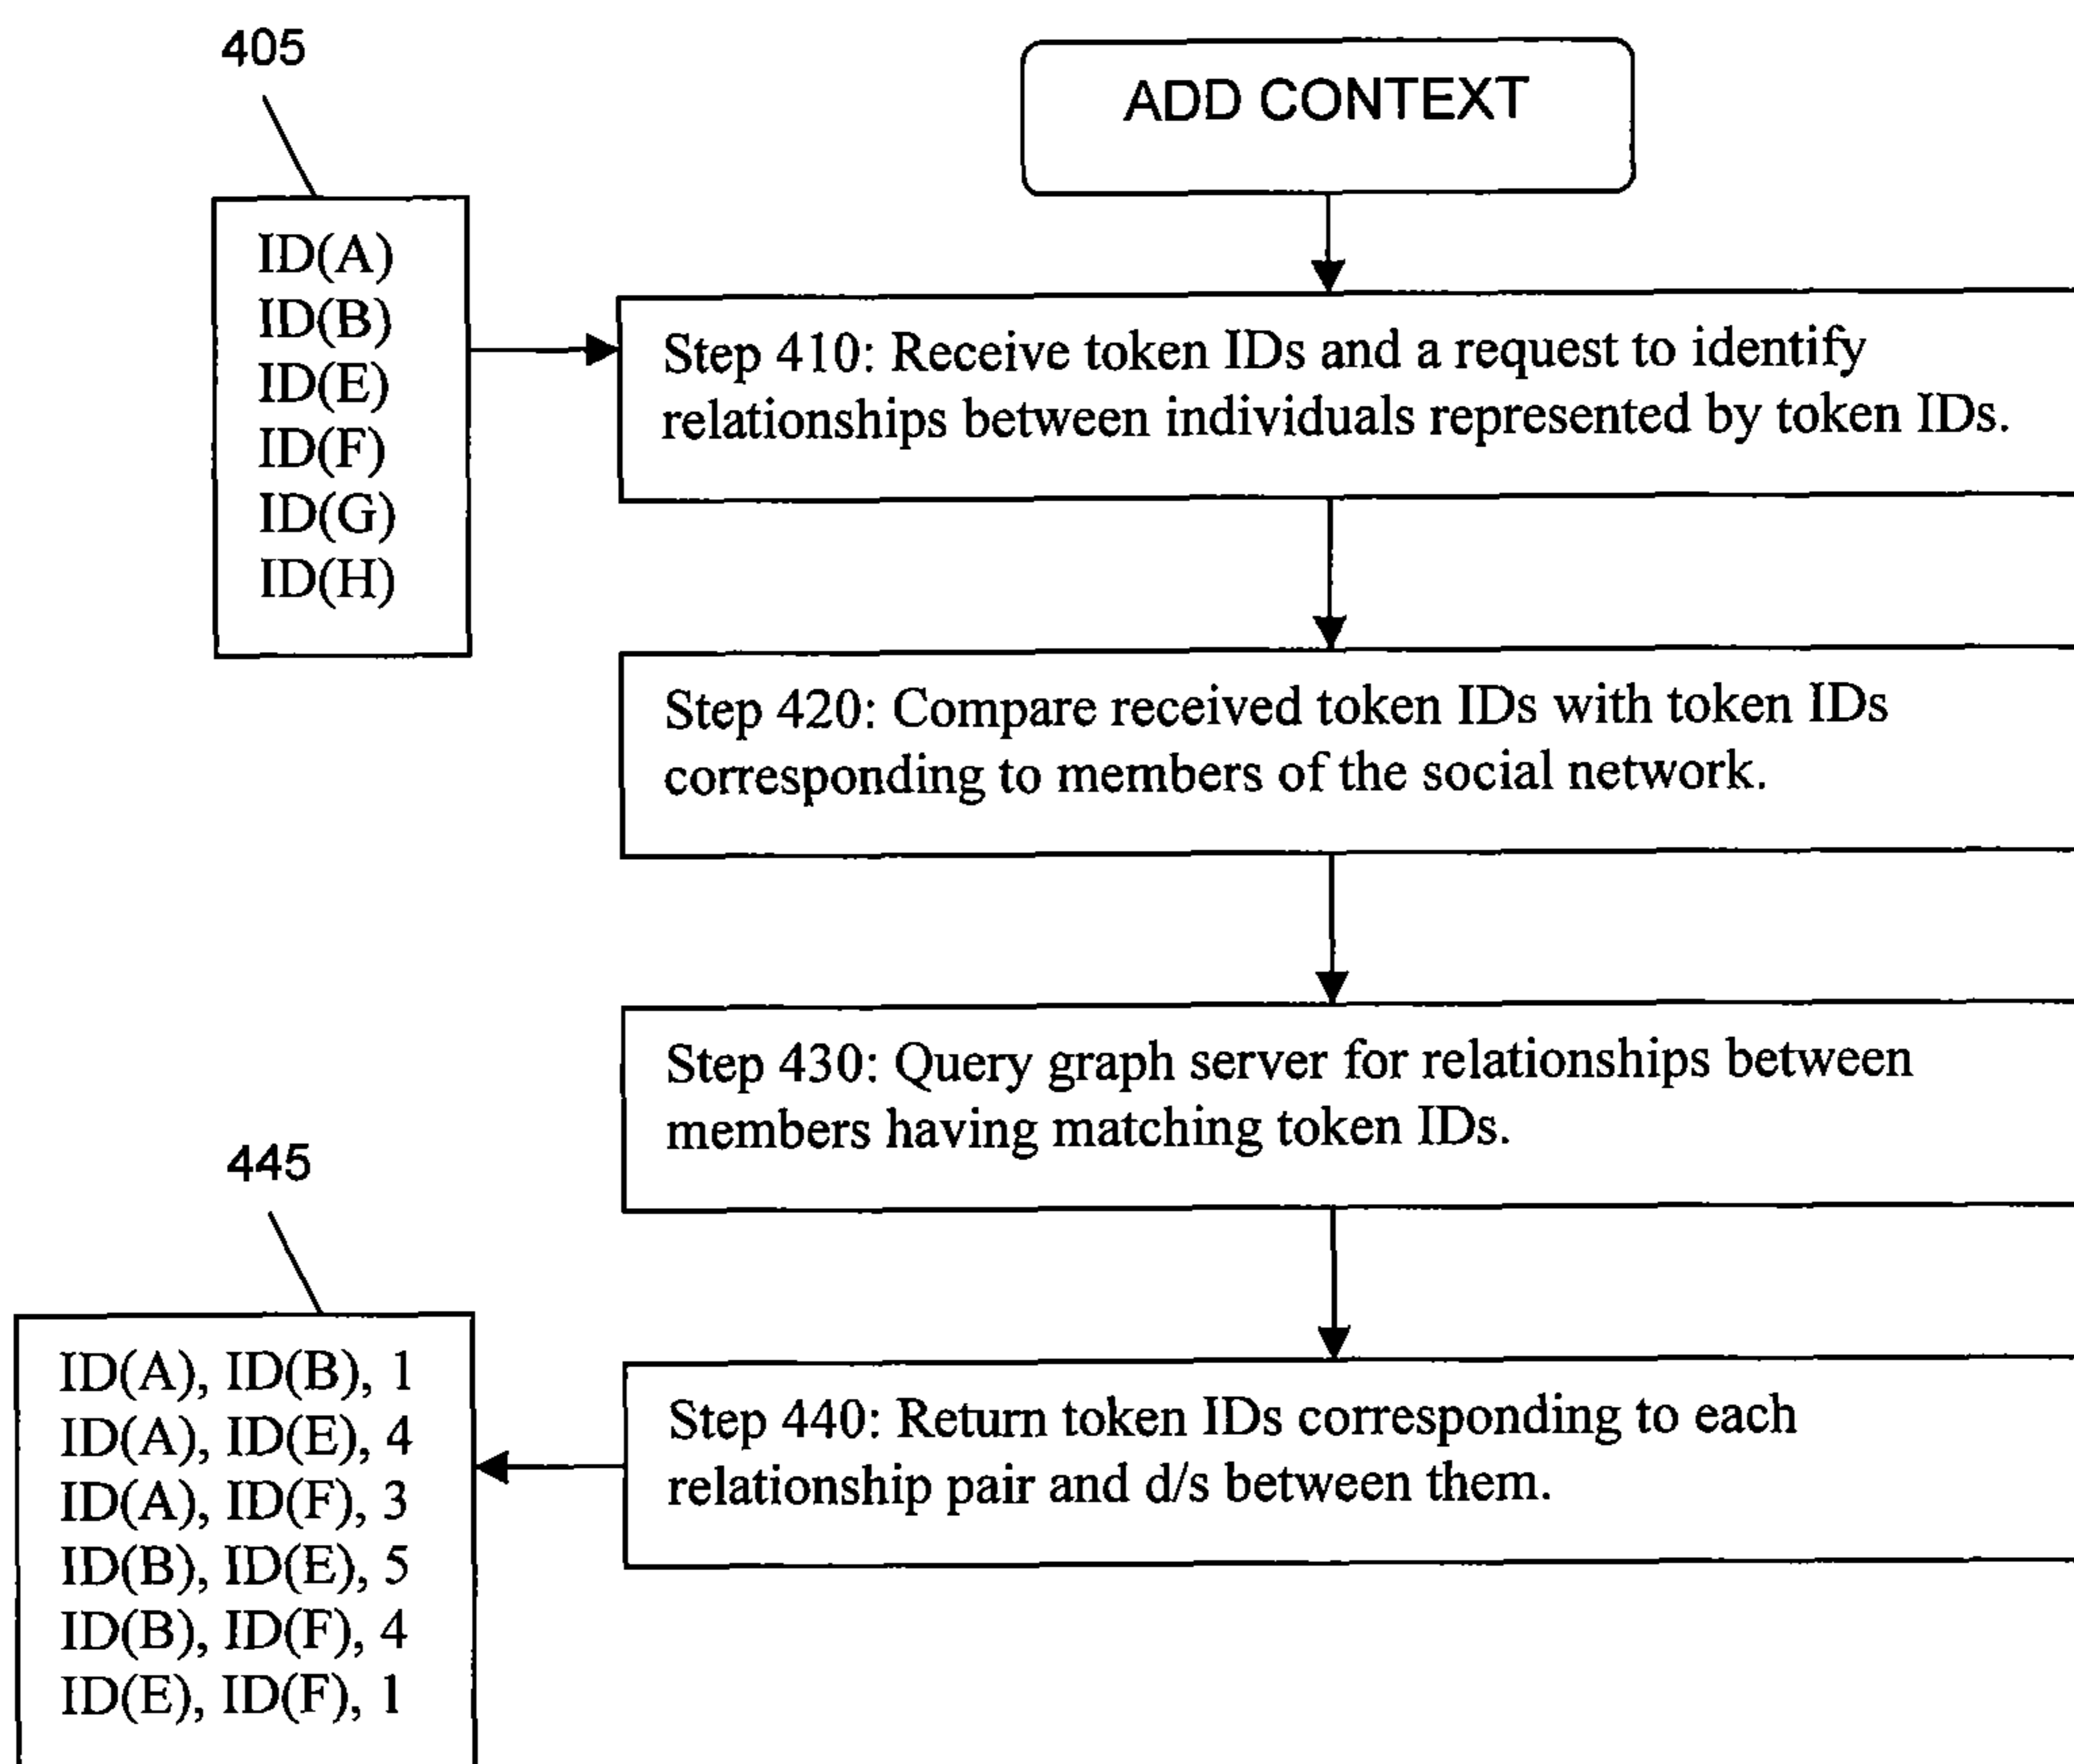 405
ADD CONTEXT
ID(A)
ID(B)
ID(E)
ID(F)
ID(G)
ID(H)
Step 410: Receive token IDs and a request to identify
relationships between individuals represented by token IDs.
Step 420: Compare received token IDs with token IDs
corresponding to members of the social network.
Step 430: Query graph server for relationships between
members having matching token IDs.
445
ID(A), ID(B), 1
ID(A), ID(E), 4
ID(A), ID(F), 3
ID(B), ID(E), 5
ID(B), ID(F), 4
ID(E), ID(F), 1
Step 440: Return token IDs corresponding to each
relationship pair and d/s between them.